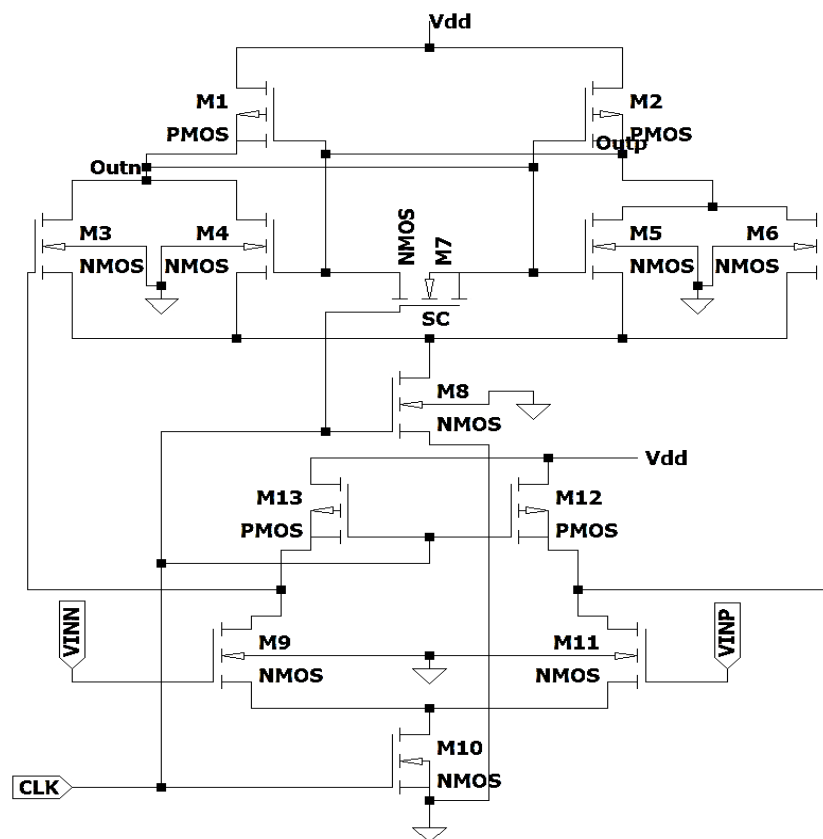 Vdd
M1
M2
PMOS
PMOS
Outp
Outn
M3
M4
NMOS
M7
M5
M6
NMOS
NMOS
NMOS
NMOS
SC
M8
NMOS
Vdd
M13
M12
PMOS
PMOS
VINN
M9
M11
VINP
NMOS
NMOS
M10
CLK
NMOS